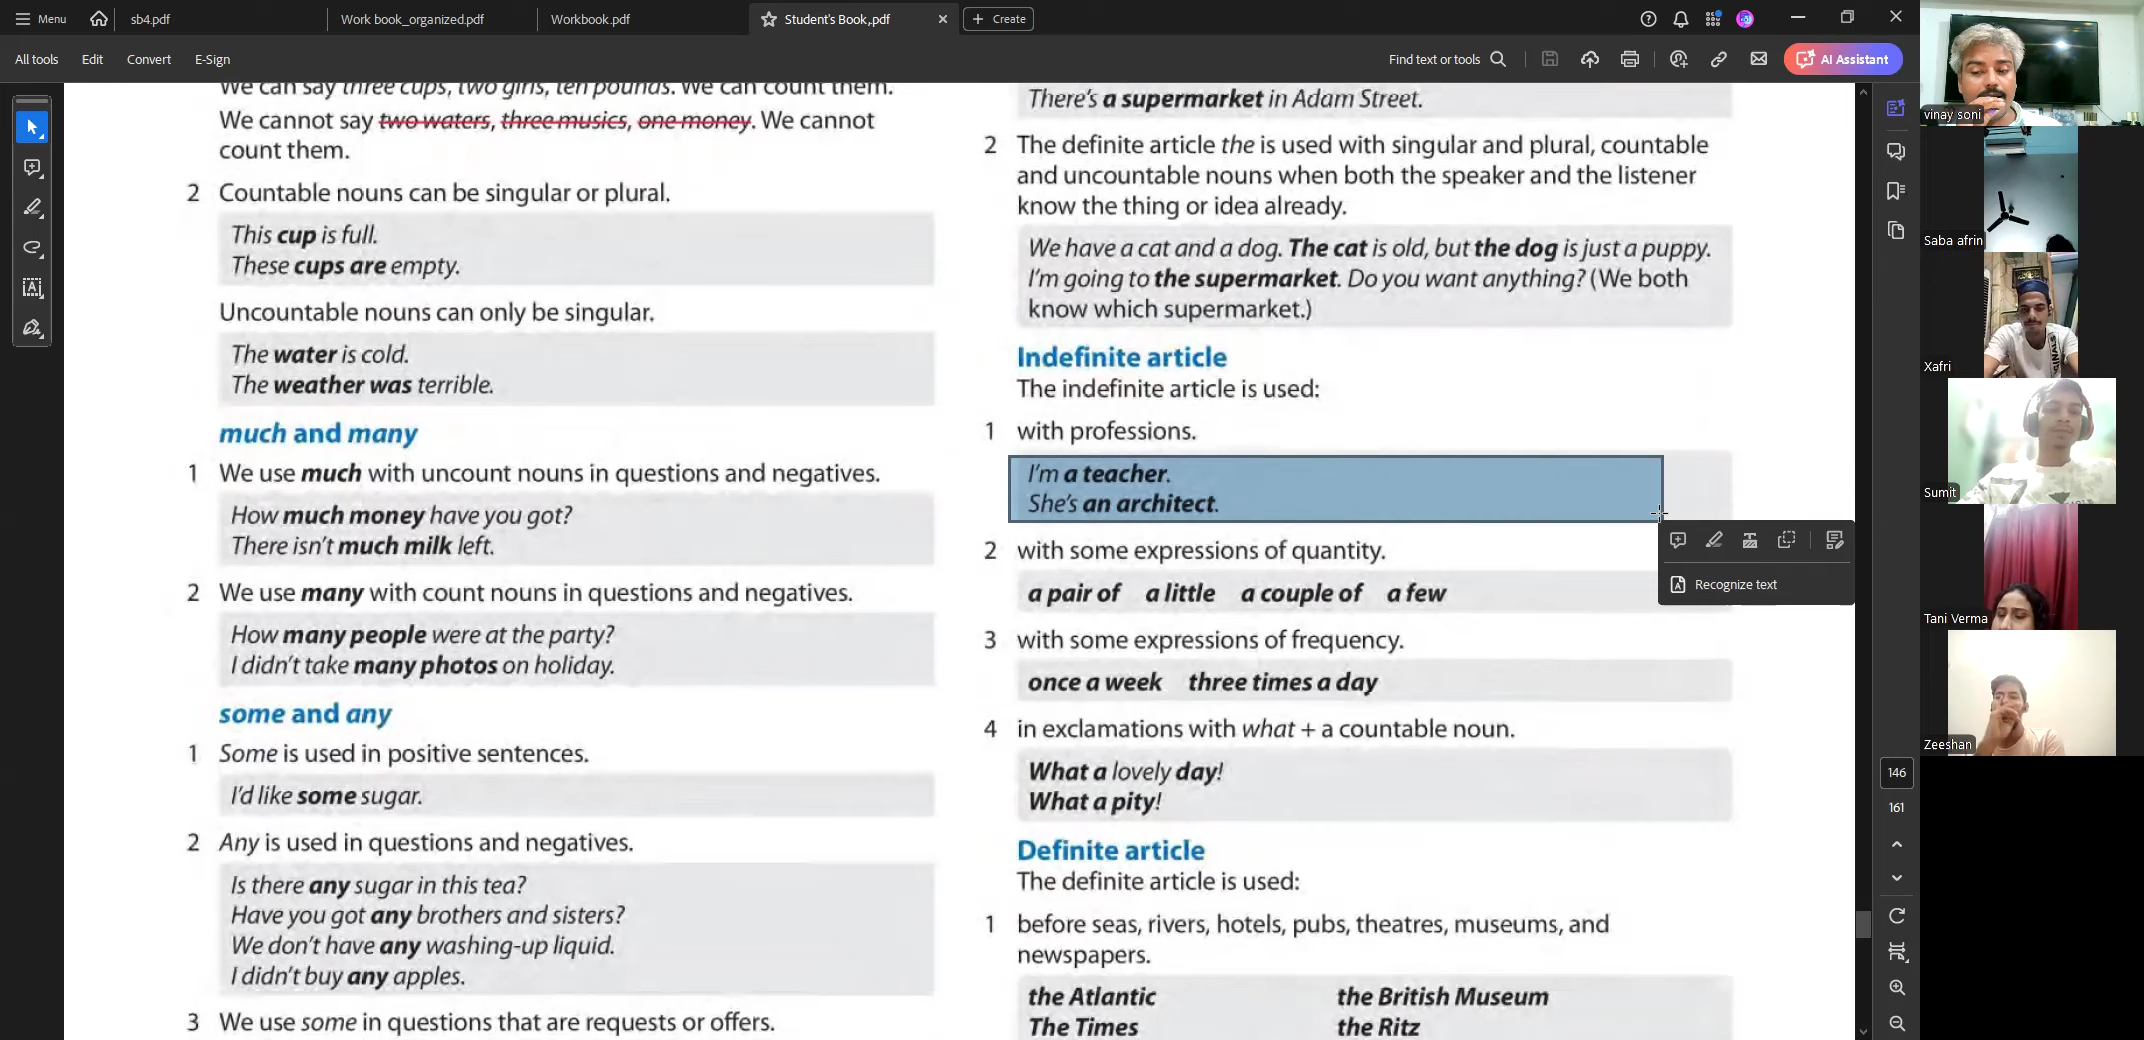 Menu
sb4.pdf
Work book_organized.pdf
Workbook.pdf
Student's Book,.pdf
Create
All tools
Edit
Convert
E-Sign
Find text or tools
AI Assistant
We can say three cups, two girls, ten pounds. We can count them.
We cannot say two waters, three musics, one money. We cannot
count them.
2 Countable nouns can be singular or plural.
This cup is full.
These cups are empty.
Uncountable nouns can only be singular.
The water is cold.
The weather was terrible.
much and many
1 We use much with uncount nouns in questions and negatives.
How much money have you got?
There isn't much milk left.
2 We use many with count nouns in questions and negatives.
How many people were at the party?
I didn't take many photos on holiday.
some and any
1 Some is used in positive sentences.
I'd like some sugar.
2 Any is used in questions and negatives.
Is there any sugar in this tea?
Have you got any brothers and sisters?
We don't have any washing-up liquid.
I didn't buy any apples.
3 We use some in questions that are requests or offers.
There's a supermarket in Adam Street.
2 The definite article the is used with singular and plural, countable
and uncountable nouns when both the speaker and the listener
know the thing or idea already.
We have a cat and a dog. The cat is old, but the dog is just a puppy.
I'm going to the supermarket. Do you want anything? (We both
know which supermarket.)
Indefinite article
The indefinite article is used:
1 with professions.
I'm a teacher.
She's an architect.
2 with some expressions of quantity.
a pair of a little a couple of a few
3 with some expressions of frequency.
once a week three times a day
4 in exclamations with what + a countable noun.
What a lovely day!
What a pity!
Definite article
The definite article is used:
1 before seas, rivers, hotels, pubs, theatres, museums, and
newspapers.
the Atlantic the British Museum
The Times the Ritz
Recognize text
146
161
vinay soni
Saba afrin
Xafri
Sumit
Tani Verma
Zeeshan